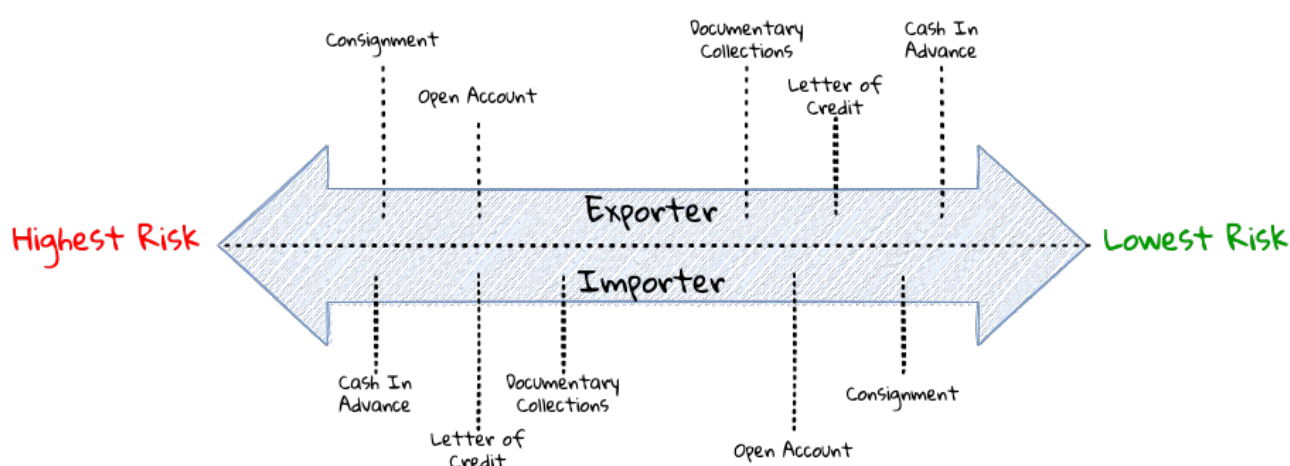 Consignment
Open Account
Documentary
Collections
Letter of
Credit
Cash In
Advance
Exporter
Highest Risk
Lowest Risk
Importer
Cash In
Advance
Letter of
Credit
Documentary
Collections
Open Account
Consignment